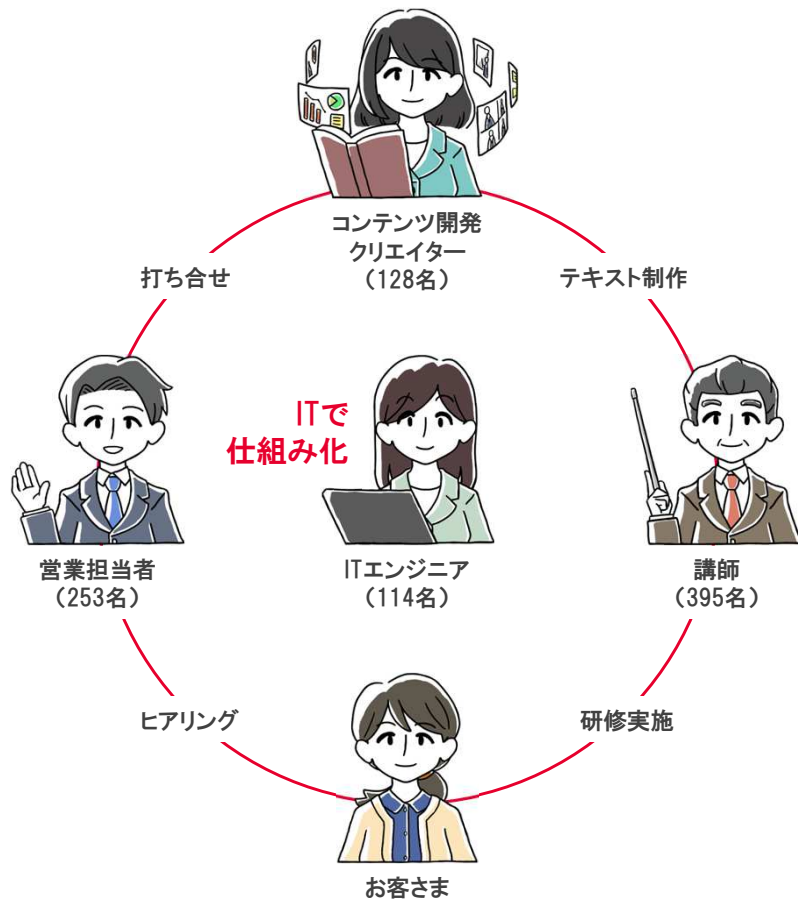 コンテンツ開発
クリエイター
（128名）
打ち合せ
テキスト制作
ITで
仕組み化
営業担当者
（253名）
ITエンジニア
（114名）
講師
（395名）
ヒアリング
研修実施
お客さま